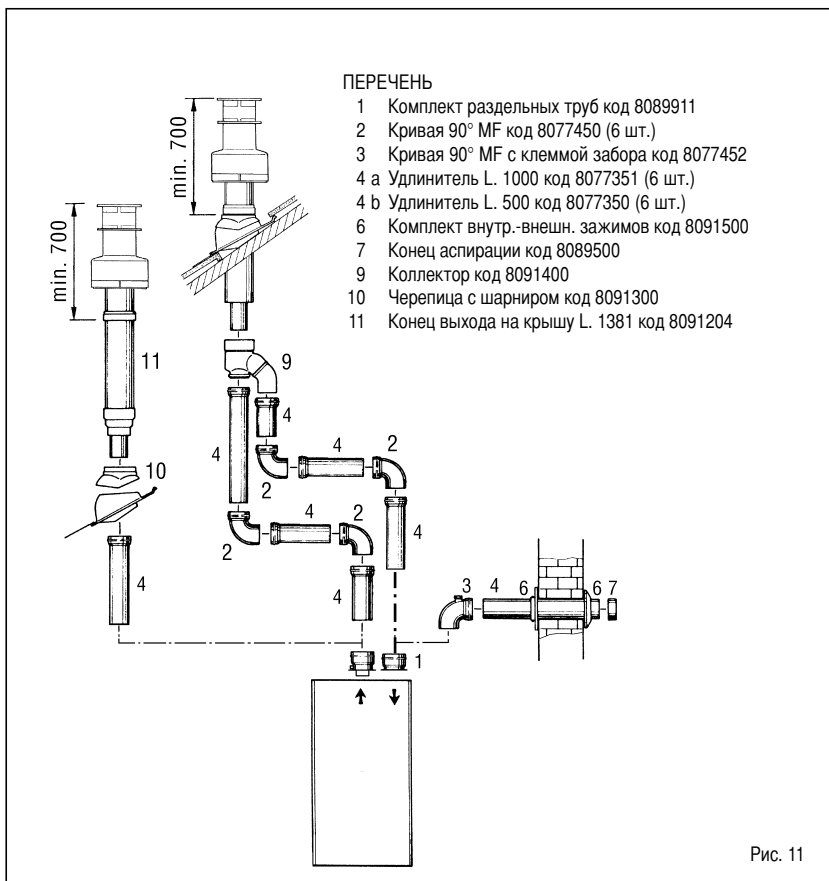 ПЕРЕЧЕНЬ
1 Комплект раздельных труб код 8089911
2 Кривая 90° MF код 8077450 (6 шт.)
3 Кривая 90° MF с клеммой забора код 8077452
4 a Удлинитель L. 1000 код 8077351 (6 шт.)
4 b Удлинитель L. 500 код 8077350 (6 шт.)
6 Комплект внутр.-внешн. зажимов код 8091500
7 Конец аспирации код 8089500
9 Коллектор код 8091400
10 Черепица с шарниром код 8091300
11 Конец выхода на крышу L. 1381 код 8091204
min. 700
min. 700
11
9
4
10
4
4
2
2
2
4
2
4
4
4
3
4
6
6
7
1
Рис. 11